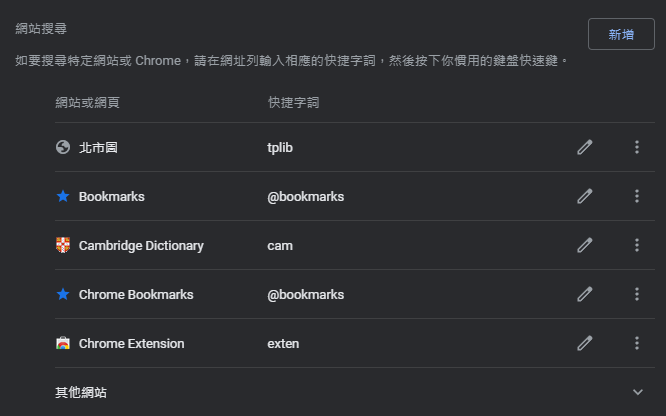 網站搜尋
新增
如要搜尋特定網站或 Chrome，請在網址列輸入相應的快捷字詞，然後按下你慣用的鍵盤快速鍵。
網站或網頁 快捷字詞
北市圖 tplib
Bookmarks @bookmarks
Cambridge Dictionary cam
Chrome Bookmarks @bookmarks
Chrome Extension exten
其他網站